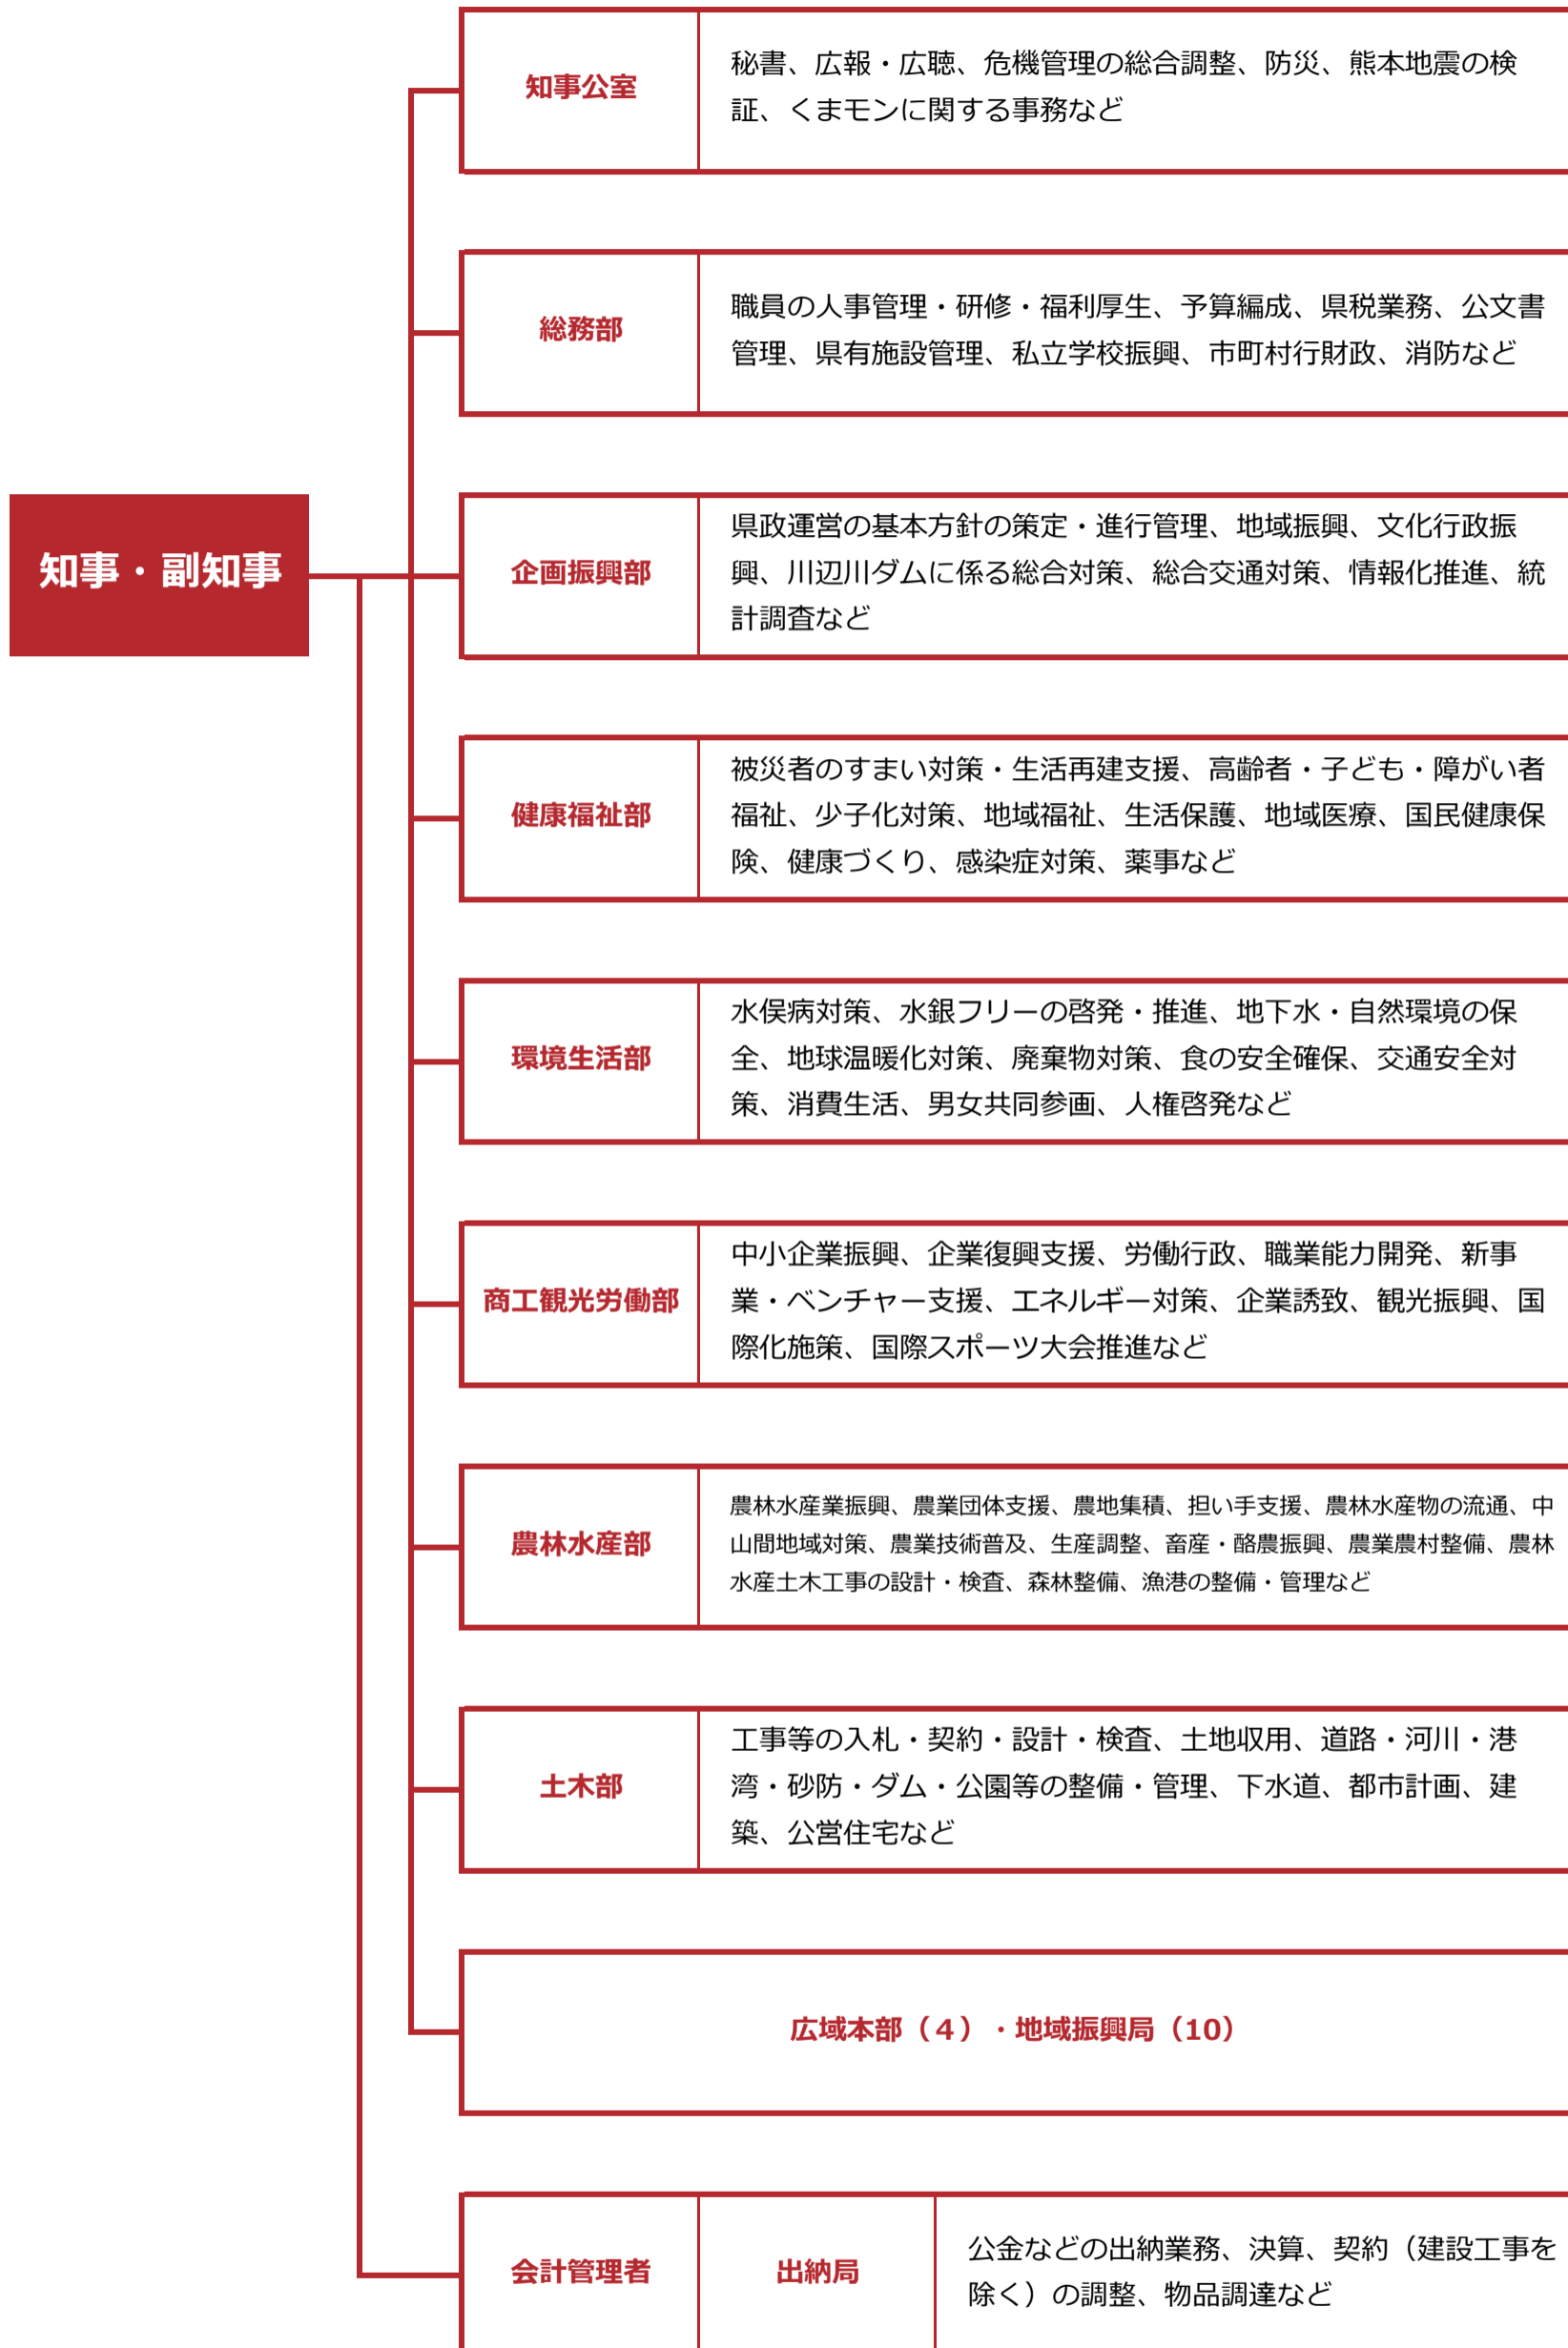 知事公室
秘書、広報・広聴、危機管理の総合調整、防災、熊本地震の検
証、くまモンに関する事務など
総務部
職員の人事管理・研修・福利厚生、予算編成、県税業務、公文書
管理、県有施設管理、私立学校振興、市町村行財政、消防など
知事・副知事
企画振興部
県政運営の基本方針の策定・進行管理、地域振興、文化行政振
興、川辺川ダムに係る総合対策、総合交通対策、情報化推進、統
計調査など
健康福祉部
被災者のすまい対策・生活再建支援、高齢者・子ども・障がい者
福祉、少子化対策、地域福祉、生活保護、地域医療、国民健康保
険、健康づくり、感染症対策、薬事など
環境生活部
水俣病対策、水銀フリーの啓発・推進、地下水・自然環境の保
全、地球温暖化対策、廃棄物対策、食の安全確保、交通安全対
策、消費生活、男女共同参画、人権啓発など
商工観光労働部
中小企業振興、企業復興支援、労働行政、職業能力開発、新事
業・ベンチャー支援、エネルギー対策、企業誘致、観光振興、国
際化施策、国際スポーツ大会推進など
農林水産部
農林水産業振興、農業団体支援、農地集積、担い手支援、農林水産物の流通、中
山間地域対策、農業技術普及、生産調整、畜産・酪農振興、農業農村整備、農林
水産土木工事の設計・検査、森林整備、漁港の整備・管理など
土木部
工事等の入札・契約・設計・検査、土地収用、道路・河川・港
湾・砂防・ダム・公園等の整備・管理、下水道、都市計画、建
築、公営住宅など
広域本部（４）・地域振興局（10）
会計管理者
出納局
公金などの出納業務、決算、契約（建設工事を
除く）の調整、物品調達など